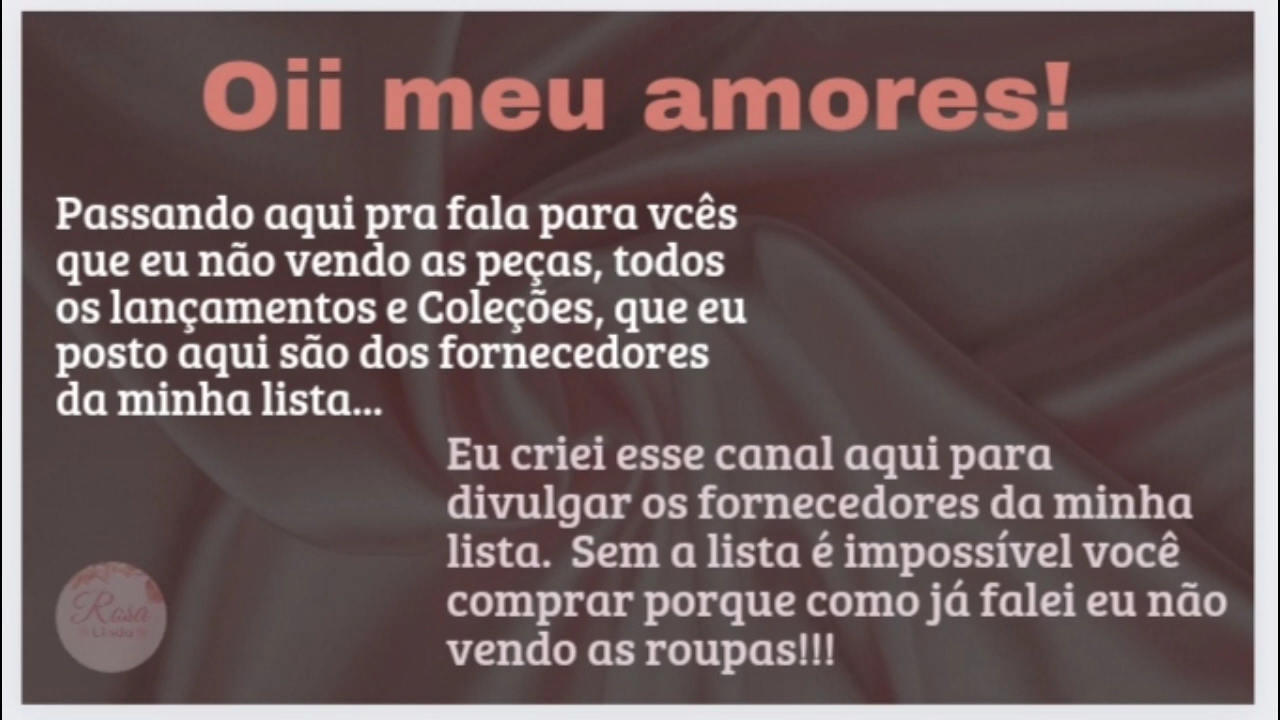 Oii meu amores!
Passando aqui pra fala para vcês
que eu não vendo as peças, todos
os lançamentos e Coleções, que eu
posto aqui são dos fornecedores
da minha lista...
Eu criei esse canal aqui para
divulgar os fornecedores da minha
lista.  Sem a lista é impossível você
comprar porque como já falei eu não
vendo as roupas!!!
Rosa
Linda